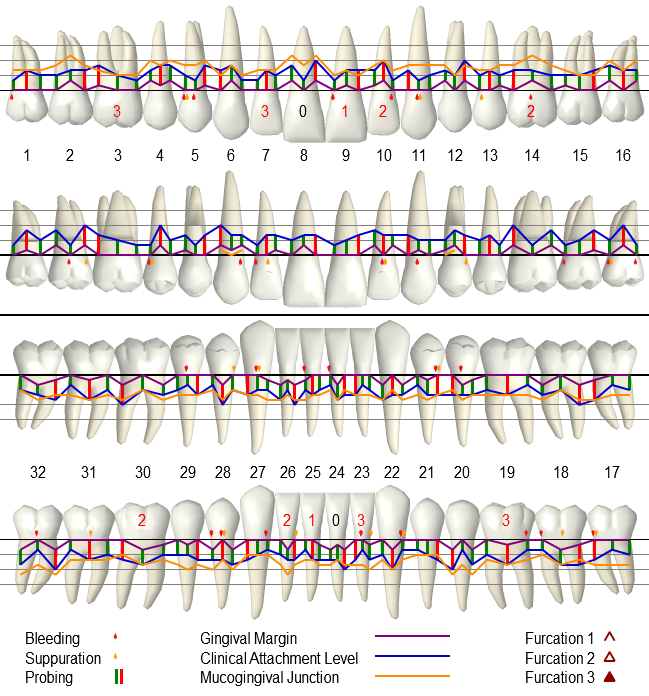 3 3 0 1 2 2
1 2 3 4 5 6 7 8 9 10 11 12 13 14 15 16
32 31 30 29 28 27 26 25 24 23 22 21 20 19 18 17
2 2 1 0 3 3
Bleeding Gingival Margin Furcation 1
Suppuration Clinical Attachment Level Furcation 2
Probing Mucogingival Junction Furcation 3